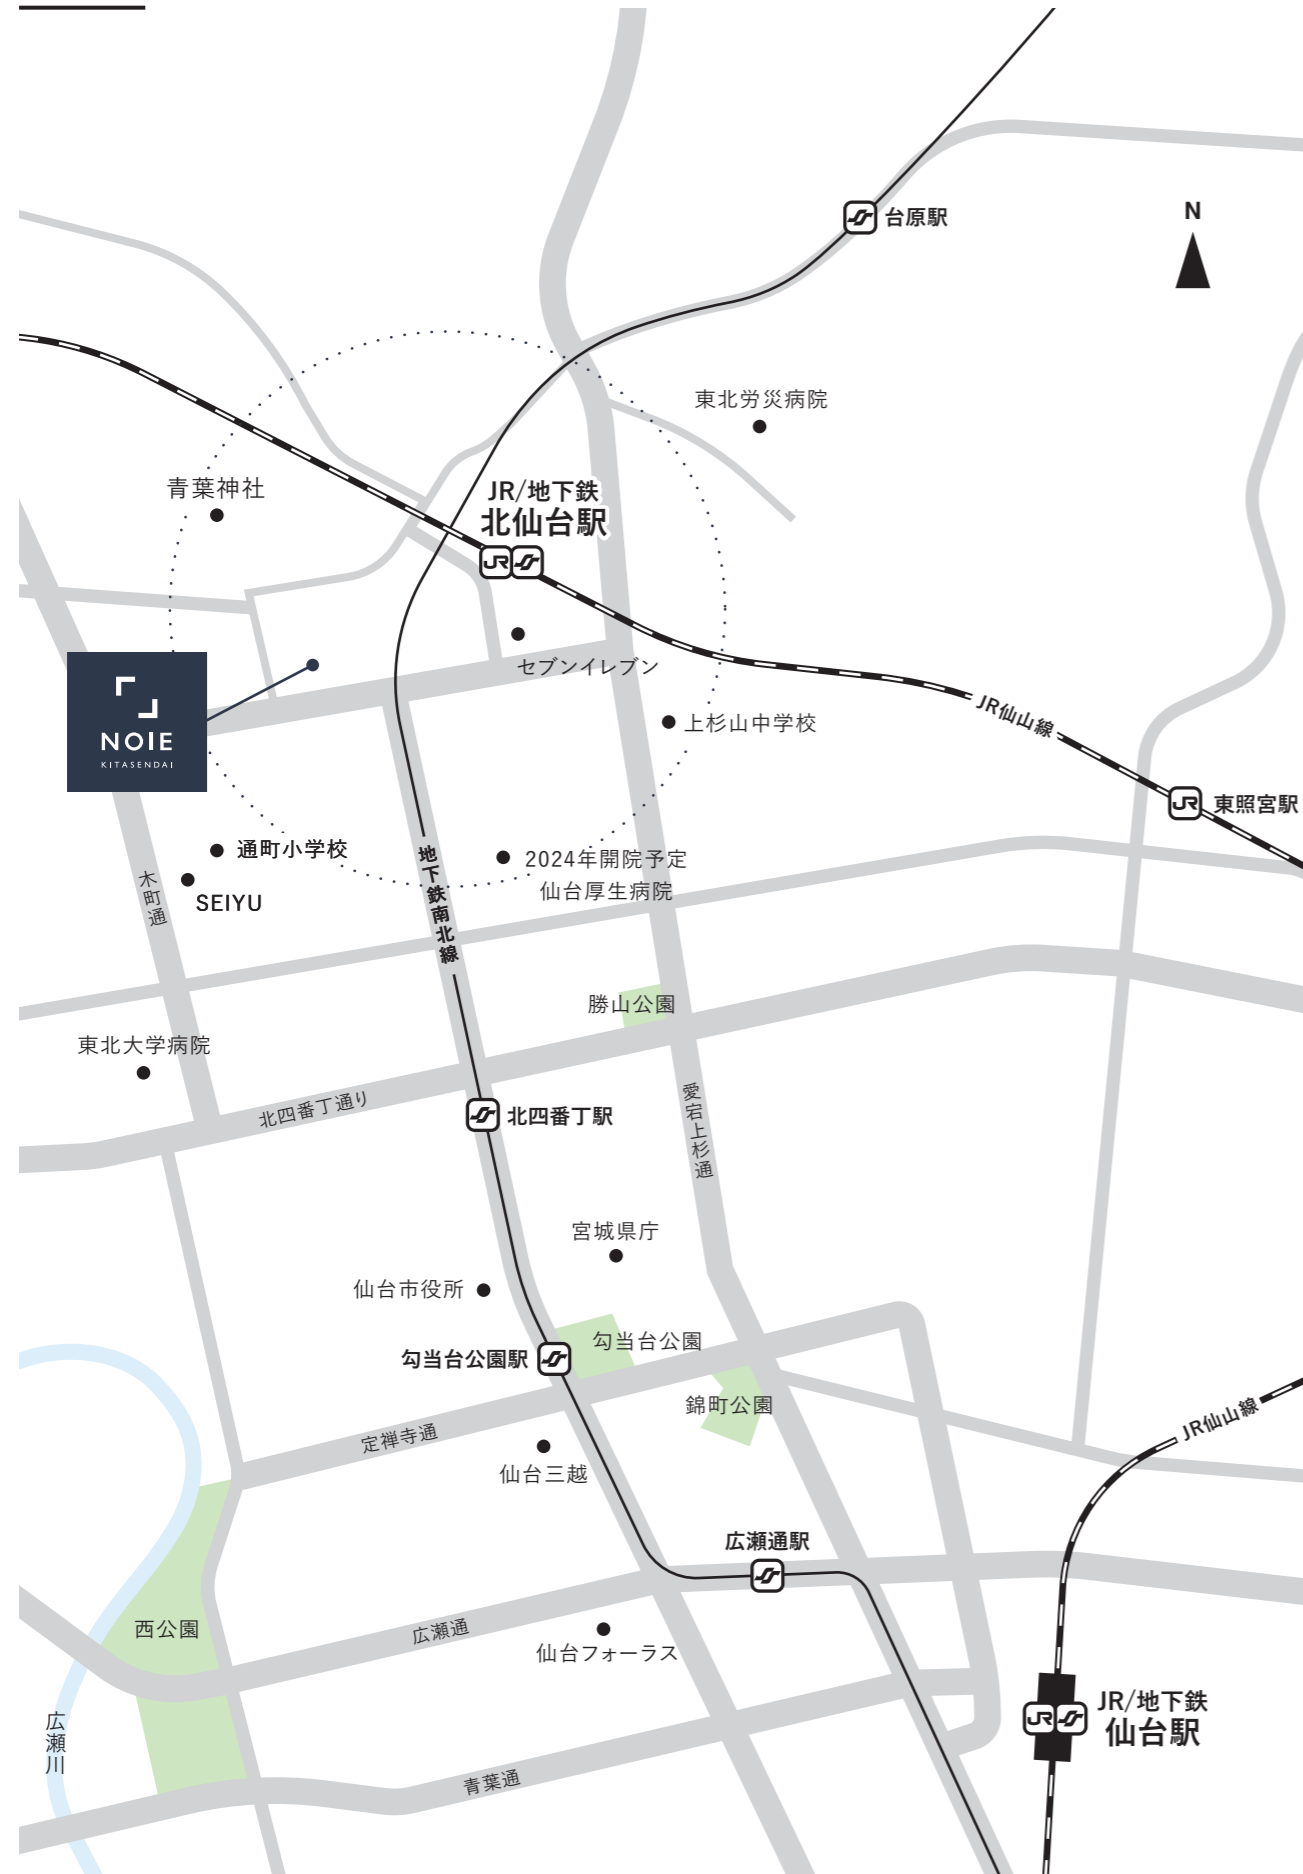 台原駅
N
東北労災病院
青葉神社
JR/地下鉄
北仙台駅
JR
セブンイレブン
NOIE
KITASENDAI
上杉山中学校
JR仙山線
JR
東照宮駅
通町小学校
SEIYU
木町通
地下鉄南北線
2024年開院予定
仙台厚生病院
勝山公園
東北大学病院
北四番丁通り
北四番丁駅
愛宕上杉通
宮城県庁
仙台市役所
勾当台公園
勾当台公園駅
錦町公園
定禅寺通
仙台三越
JR仙山線
広瀬通駅
西公園
広瀬通
仙台フォーラス
広瀬川
JR/地下鉄
仙台駅
JR
青葉通